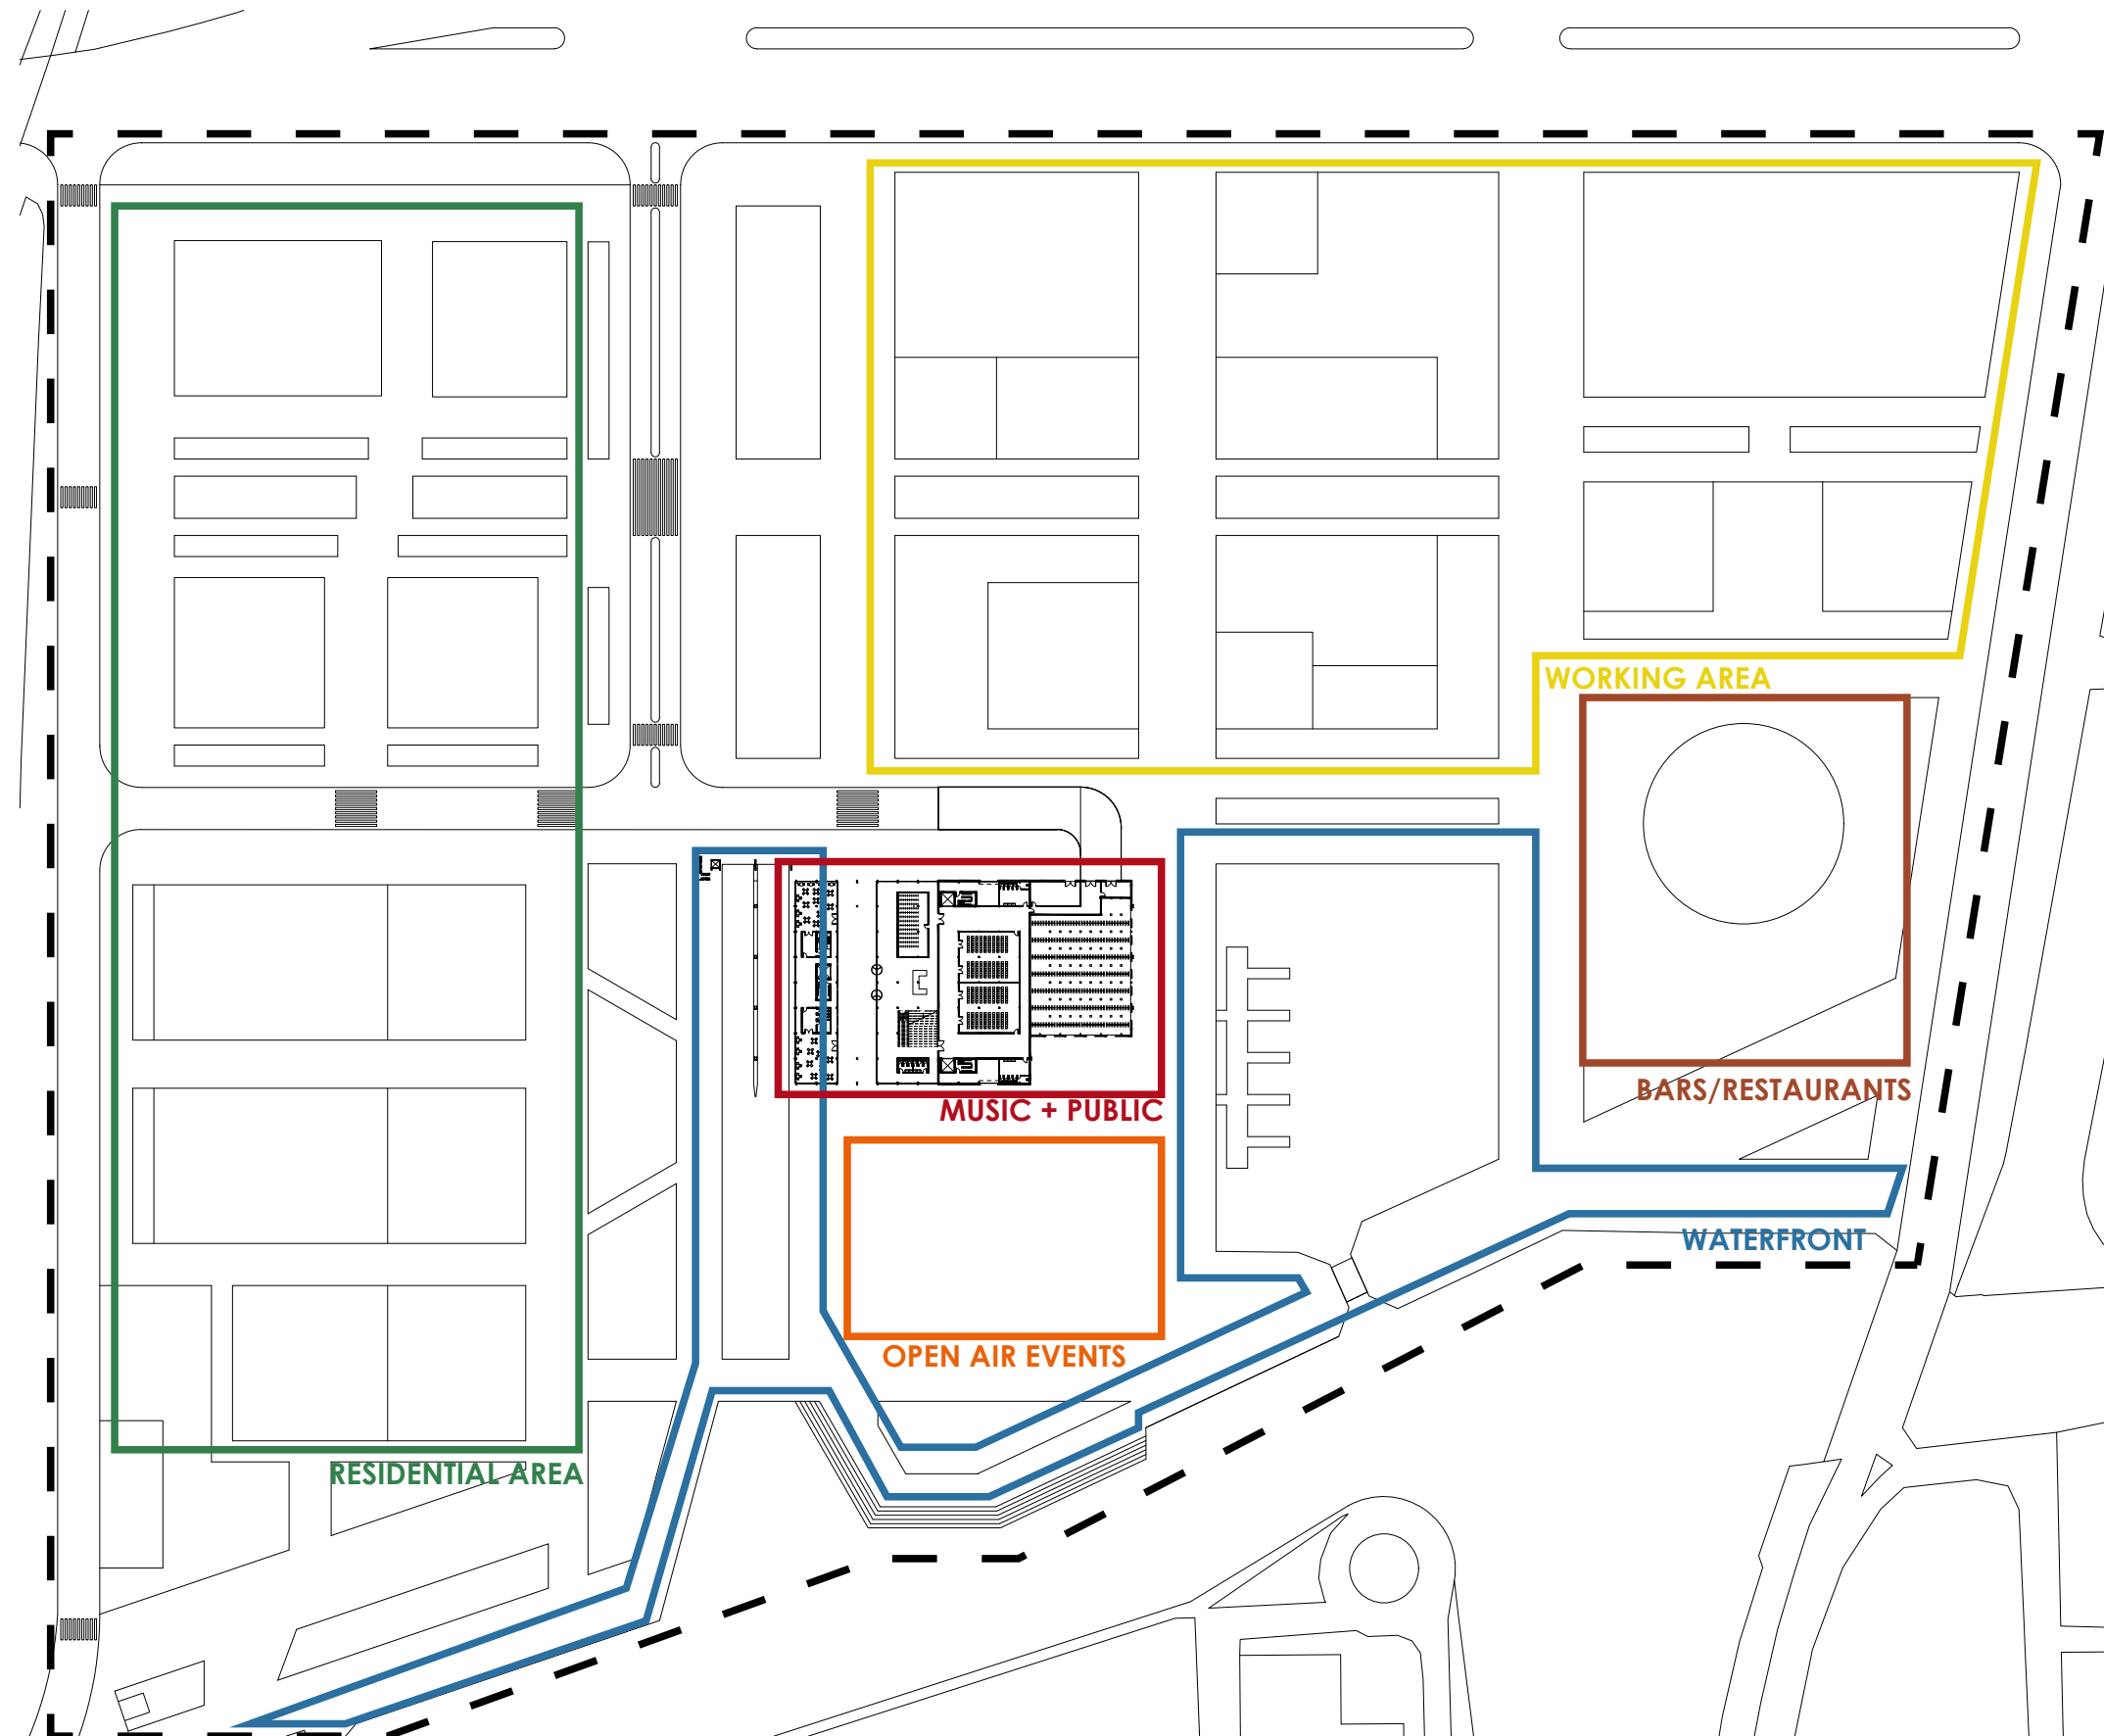 WORKING AREA
BARS/RESTAURANTS
MUSIC + PUBLIC
WATERFRONT
OPEN AIR EVENTS
RESIDENTIAL AREA